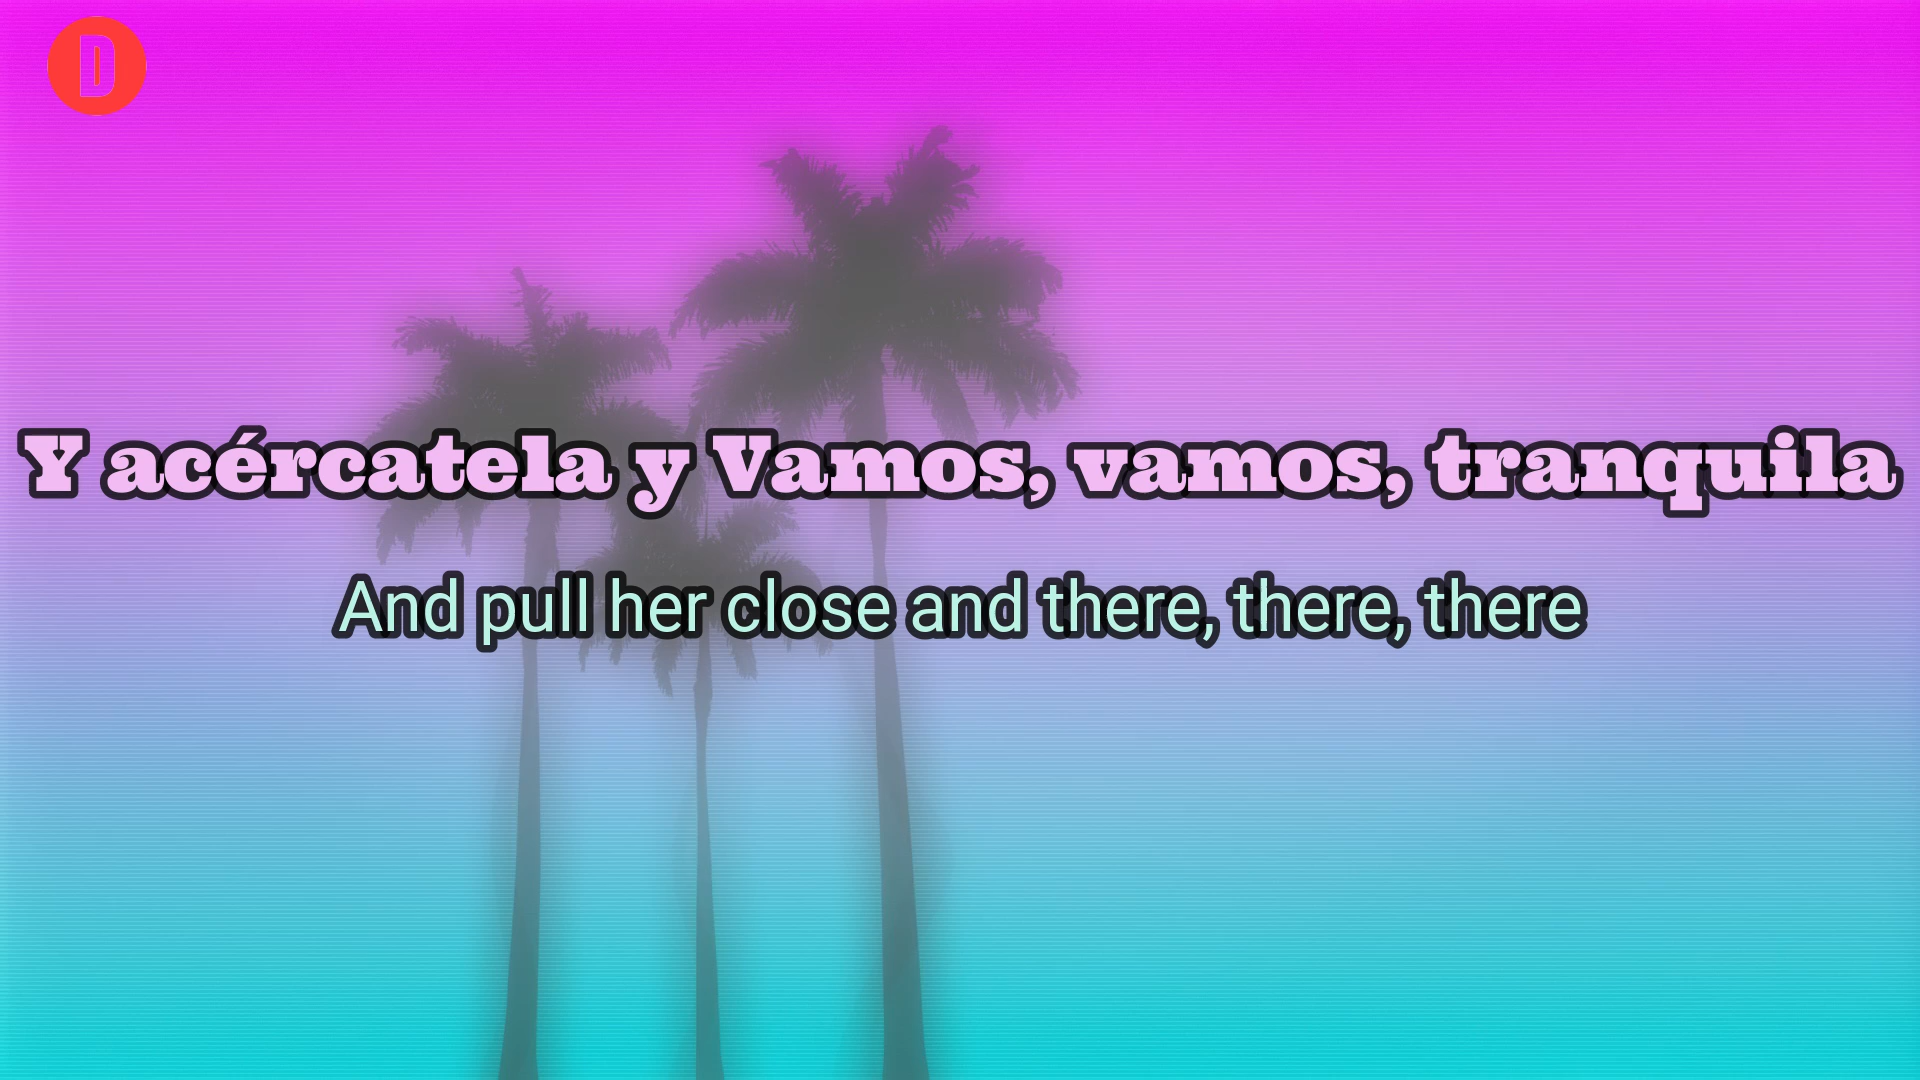 D
Y acércatela y Vamos, vamos, tranquila
And pull her close and there, there, there